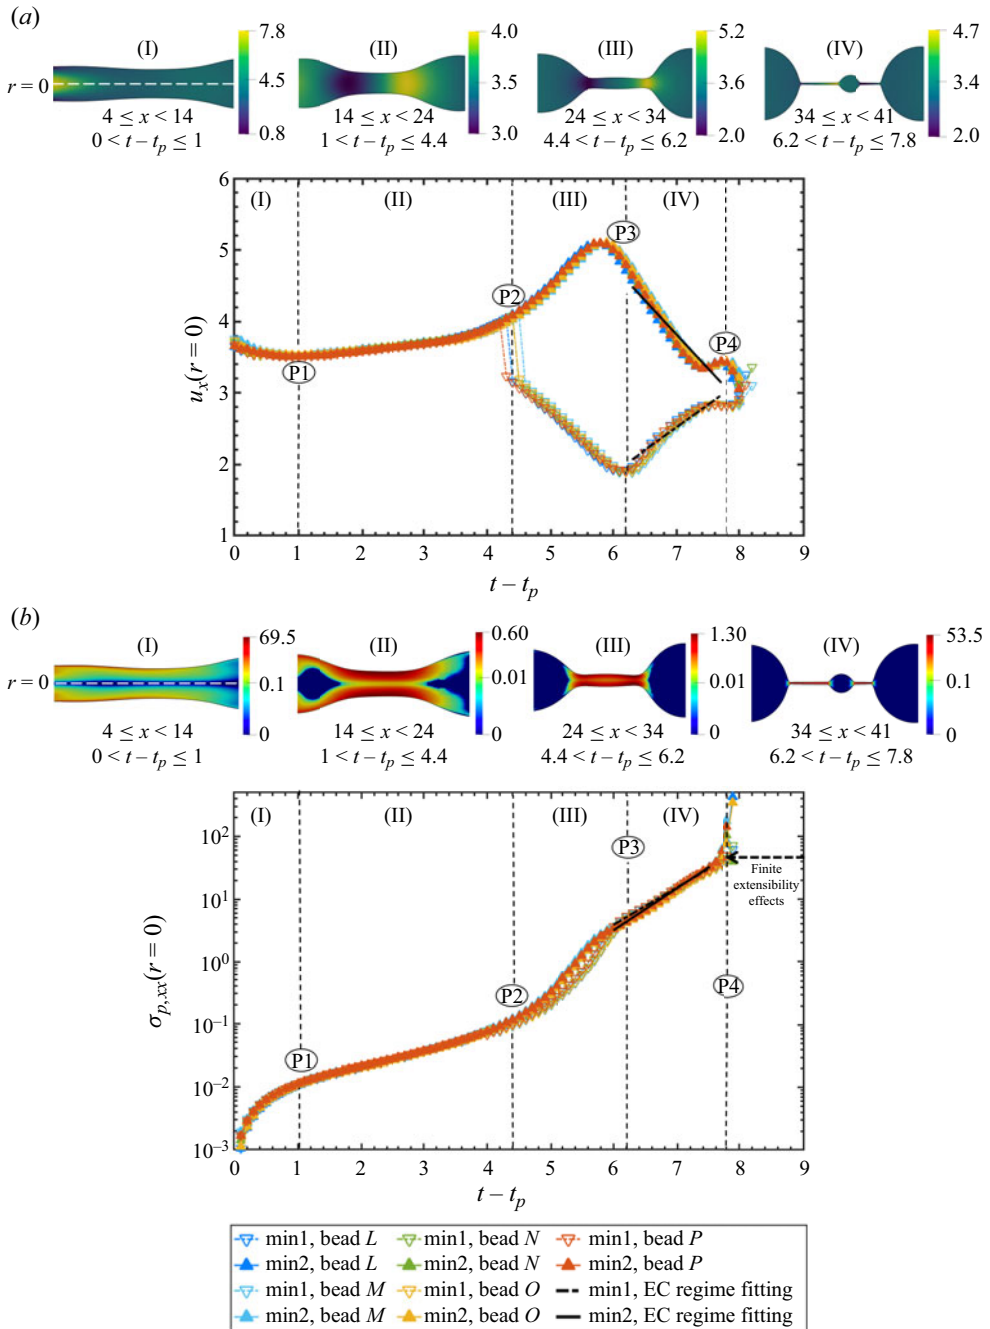 (a)
(I)
(II)
(III)
(IV)
7.8
4.5
0.8
4.0
3.5
3.0
5.2
3.6
2.0
4.7
3.4
2.0
r = 0
4 ≤ x < 14
0 < t – tp ≤ 1
14 ≤ x < 24
1 < t – tp ≤ 4.4
24 ≤ x < 34
4.4 < t – tp ≤ 6.2
34 ≤ x < 41
6.2 < t – tp ≤ 7.8
6
5
4
3
2
1
ux(r = 0)
(I)
(II)
(III)
(IV)
P1
P2
P3
P4
0 1 2 3 4 5 6 7 8 9
t – tp
(b)
(I)
(II)
(III)
(IV)
69.5
0.1
0
0.60
0.01
0
1.30
0.01
0
53.5
0.1
0
r = 0
4 ≤ x < 14
0 < t – tp ≤ 1
14 ≤ x < 24
1 < t – tp ≤ 4.4
24 ≤ x < 34
4.4 < t – tp ≤ 6.2
34 ≤ x < 41
6.2 < t – tp ≤ 7.8
10²
10¹
10⁰
10⁻¹
10⁻²
10⁻³
σp,xx(r = 0)
(I)
(II)
(III)
(IV)
P1
P2
P3
P4
Finite
extensibility
effects
0 1 2 3 4 5 6 7 8 9
t – tp
min1, bead L
min2, bead L
min1, bead M
min2, bead M
min1, bead N
min2, bead N
min1, bead O
min2, bead O
min1, bead P
min2, bead P
min1, EC regime fitting
min2, EC regime fitting